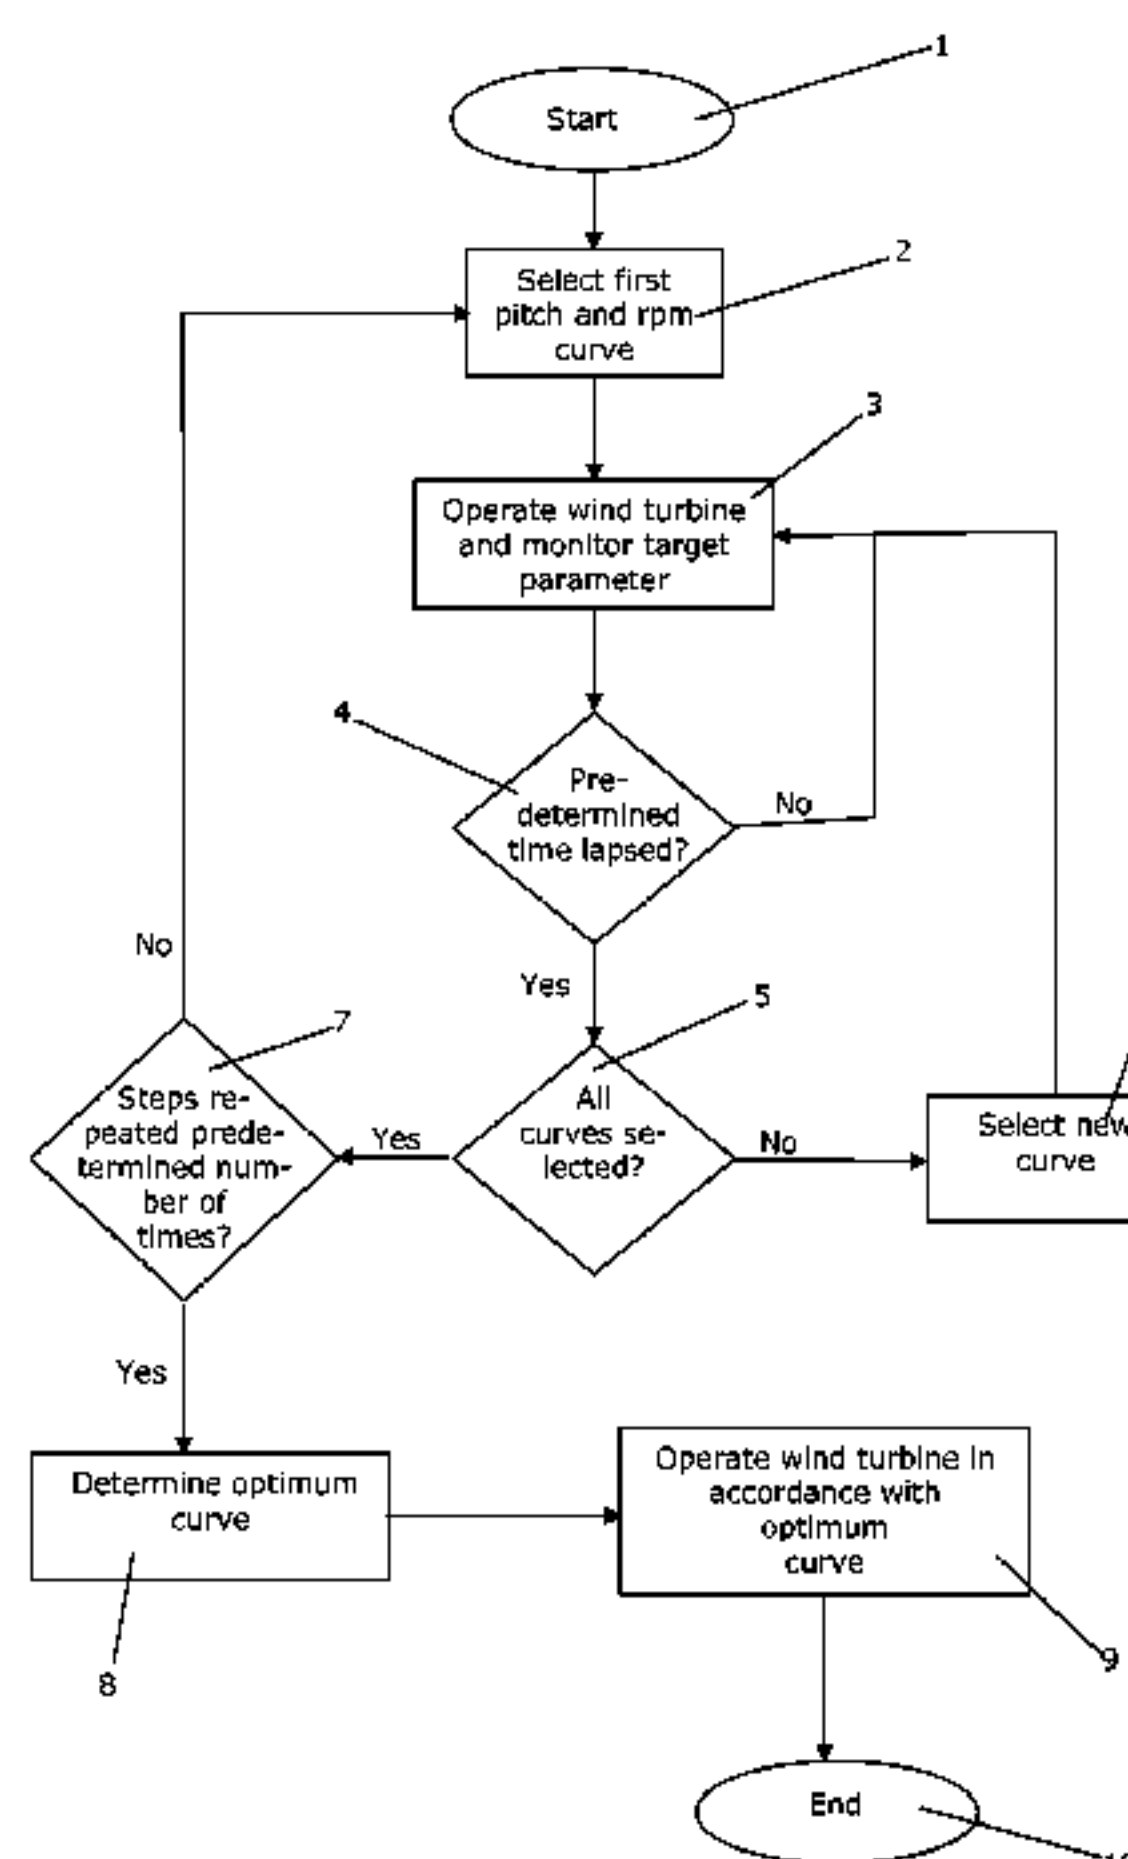 1
Start
2
Select first
pitch and rpm
curve
3
Operate wind turbine
and monitor target
parameter
4
Pre-
determined
time lapsed?
No
No
Yes
5
7
Steps re-
peated prede-
termined num-
ber of
times?
Yes
All
curves se-
lected?
No
Select new
curve
Yes
Determine optimum
curve
Operate wind turbine in
accordance with
optimum
curve
8
9
End